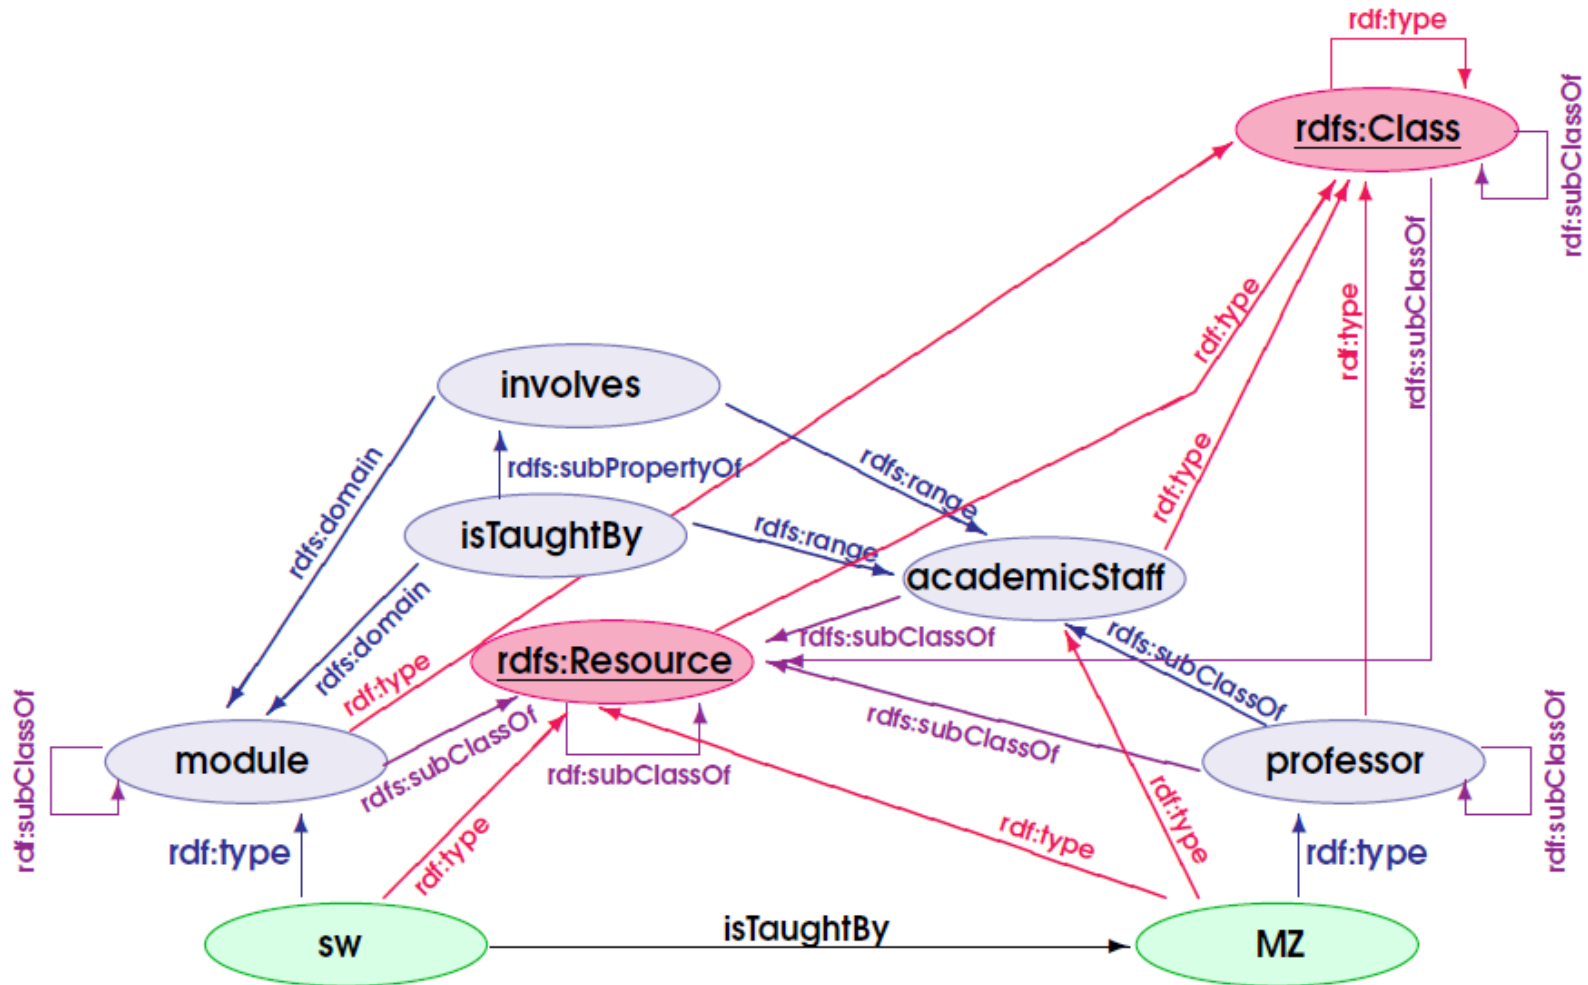 rdf:type
rdfs:Class
rdf:subClassOf
rdf:type
rdf:type
rdfs:subClassOf
involves
rdfs:subPropertyOf
rdfs:range
rdf:type
rdfs:domain
isTaughtBy
rdfs:range
academicStaff
rdfs:domain
rdfs:subClassOf
rdfs:subClassOf
rdf:type
rdfs:Resource
rdfs:subClassOf
rdf:subClassOf
module
rdfs:subClassOf
rdf:subClassOf
professor
rdf:subClassOf
rdf:type
rdf:type
rdf:type
rdf:type
rdf:type
sw
isTaughtBy
MZ